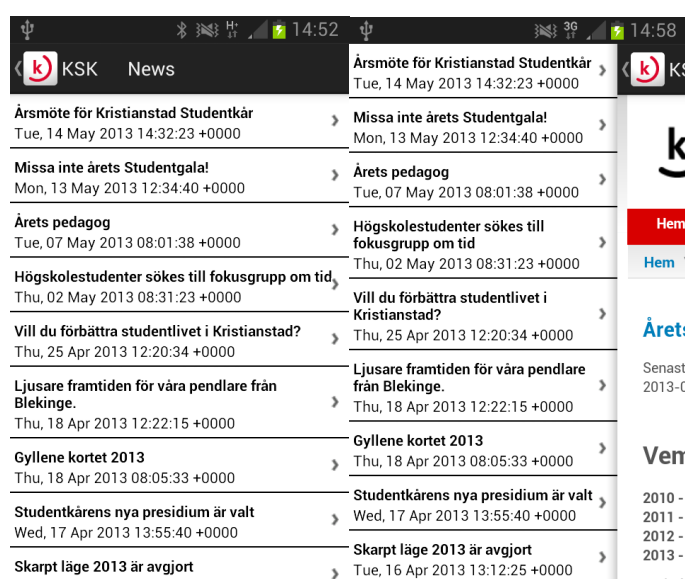 H+ 14:52
k KSK News
Årsmöte för Kristianstad Studentkår
Tue, 14 May 2013 14:32:23 +0000
Missa inte årets Studentgala!
Mon, 13 May 2013 12:34:40 +0000
Årets pedagog
Tue, 07 May 2013 08:01:38 +0000
Högskolestudenter sökes till fokusgrupp om tid
Thu, 02 May 2013 08:31:23 +0000
Vill du förbättra studentlivet i Kristianstad?
Thu, 25 Apr 2013 12:20:34 +0000
Ljusare framtiden för våra pendlare från
Blekinge.
Thu, 18 Apr 2013 12:22:15 +0000
Gyllene kortet 2013
Thu, 18 Apr 2013 08:05:33 +0000
Studentkårens nya presidium är valt
Wed, 17 Apr 2013 13:55:40 +0000
Skarpt läge 2013 är avgjort
3G 14:58
Årsmöte för Kristianstad Studentkår
Tue, 14 May 2013 14:32:23 +0000
Missa inte årets Studentgala!
Mon, 13 May 2013 12:34:40 +0000
Årets pedagog
Tue, 07 May 2013 08:01:38 +0000
Högskolestudenter sökes till
fokusgrupp om tid
Thu, 02 May 2013 08:31:23 +0000
Vill du förbättra studentlivet i
Kristianstad?
Thu, 25 Apr 2013 12:20:34 +0000
Ljusare framtiden för våra pendlare
från Blekinge.
Thu, 18 Apr 2013 12:22:15 +0000
Gyllene kortet 2013
Thu, 18 Apr 2013 08:05:33 +0000
Studentkårens nya presidium är valt
Wed, 17 Apr 2013 13:55:40 +0000
Skarpt läge 2013 är avgjort
Tue, 16 Apr 2013 13:12:25 +0000
k KS
k
Hem
Hem
Årets
Senast
2013-0
Vem
2010 -
2011 -
2012 -
2013 -